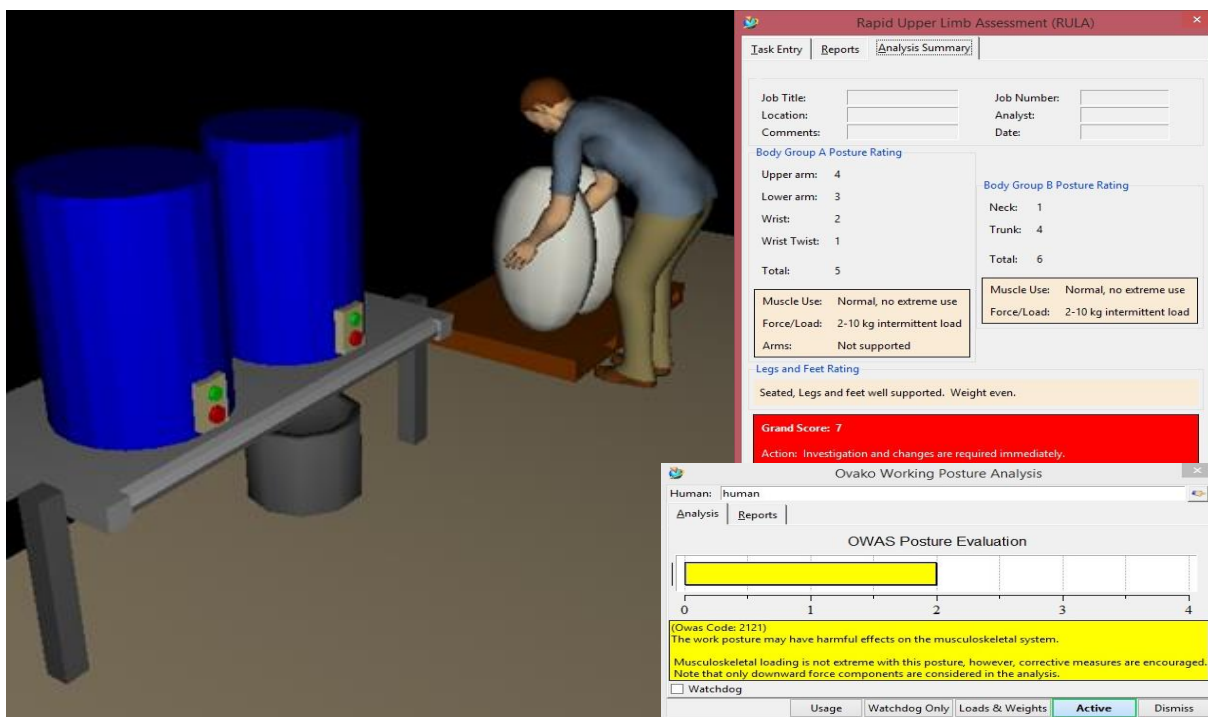 Rapid Upper Limb Assessment (RULA)
Task Entry Reports Analysis Summary
Job Title: Job Number:
Location: Analyst:
Comments: Date:
Body Group A Posture Rating
Upper arm: 4
Lower arm: 3
Wrist: 2
Wrist Twist: 1
Total: 5
Muscle Use: Normal, no extreme use
Force/Load: 2-10 kg intermittent load
Arms: Not supported
Body Group B Posture Rating
Neck: 1
Trunk: 4
Total: 6
Muscle Use: Normal, no extreme use
Force/Load: 2-10 kg intermittent load
Legs and Feet Rating
Seated, Legs and feet well supported. Weight even.
Grand Score: 7
Action: Investigation and changes are required immediately.
Ovako Working Posture Analysis
Human: human
Analysis Reports
OWAS Posture Evaluation
0 1 2 3 4
(Owas Code: 2121)
The work posture may have harmful effects on the musculoskeletal system.
Musculoskeletal loading is not extreme with this posture, however, corrective measures are encouraged.
Note that only downward force components are considered in the analysis.
Watchdog
Usage Watchdog Only Loads & Weights Active Dismiss